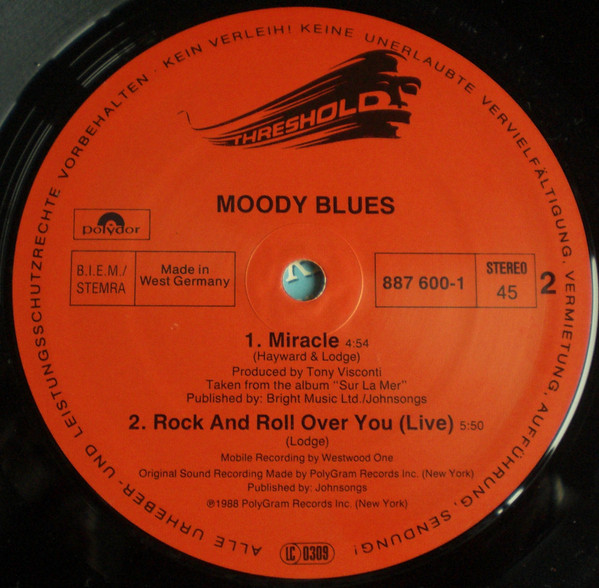 ALLE URHEBER- UND LEISTUNGSSCHUTZRECHTE VORBEHALTEN · KEIN VERLEIH! KEINE UNERLAUBTE VERVIELFÄLTIGUNG, VERMIETUNG, AUFFÜHRUNG, SENDUNG!
THRESHOLD
MOODY BLUES
polydor
B.I.E.M./
STEMRA
Made in
West Germany
887 600-1
STEREO
45
2
1. Miracle 4:54
(Hayward & Lodge)
Produced by Tony Visconti
Taken from the album "Sur La Mer"
Published by: Bright Music Ltd./Johnsongs
2. Rock And Roll Over You (Live) 5:50
(Lodge)
Mobile Recording by Westwood One
Original Sound Recording Made by PolyGram Records Inc. (New York)
Published by: Johnsongs
℗1988 PolyGram Records Inc. (New York)
LC 0309